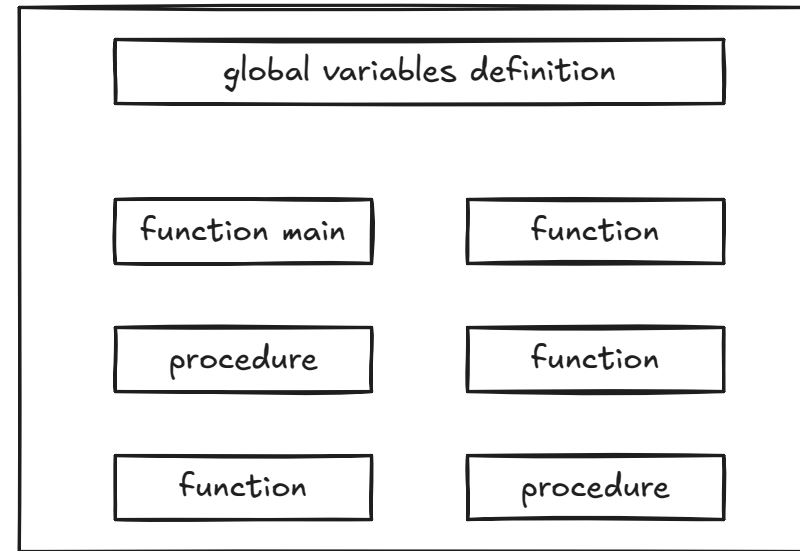 global variables definition
function main
function
procedure
function
function
procedure